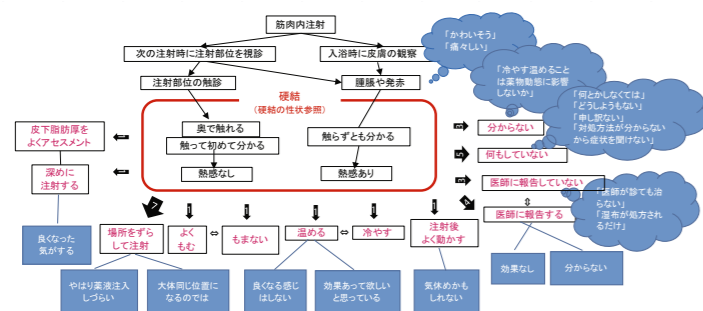 筋肉内注射
次の注射時に注射部位を視診
入浴時に皮膚の観察
注射部位の触診
腫脹や発赤
硬結
(硬結の性状参照)
奥で触れる
触って初めて分かる
熱感なし
触らずとも分かる
熱感あり
皮下脂肪厚を
よくアセスメント
深めに
注射する
良くなった
気がする
「かわいそう」
「痛々しい」
「冷やす温めること
は薬物動態に影響
しないか」
「何とかしなくては」
「どうしようもない」
「申し訳ない」
「対処方法が分からない
から症状を聞けない」
分からない
何もしていない
医師に報告していない
⇕
医師に報告する
「医師が診ても治
らない」
「湿布が処方され
るだけ」
場所をずら
して注射
よく
もむ
⇔
もまない
温める
⇔
冷やす
注射後
よく動かす
やはり薬液注入
しづらい
大体同じ位置に
なるのでは
良くなる感じ
はしない
効果あって欲しい
と思っている
気休めかも
しれない
効果なし
分からない